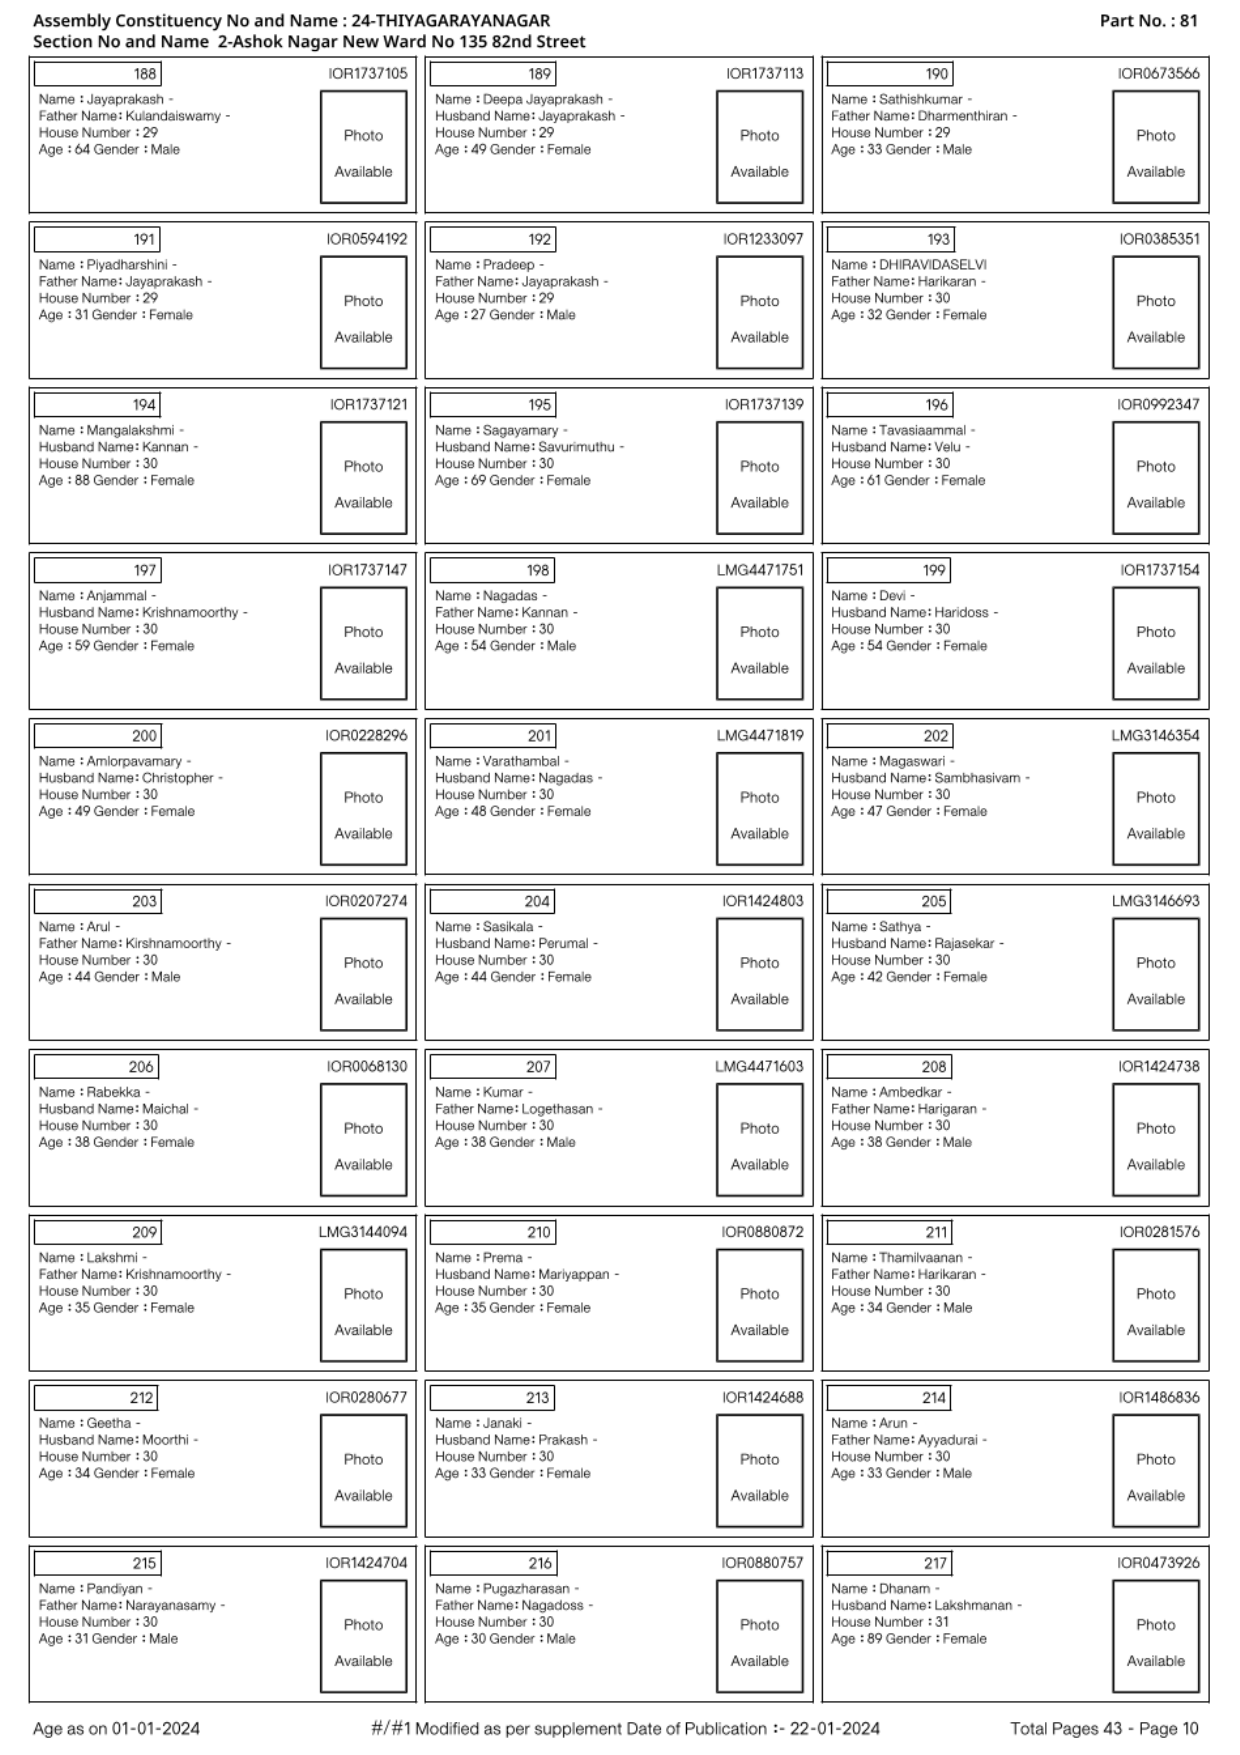 Assembly Constituency No and Name : 24-THIYAGARAYANAGAR
Part No. : 81
Section No and Name 2-Ashok Nagar New Ward No 135 82nd Street
188 IOR1737105
Name : Jayaprakash -
Father Name: Kulandaiswamy -
House Number : 29
Age : 64 Gender : Male
Photo
Available
189 IOR1737113
Name : Deepa Jayaprakash -
Husband Name: Jayaprakash -
House Number : 29
Age : 49 Gender : Female
Photo
Available
190 IOR0673566
Name : Sathishkumar -
Father Name: Dharmenthiran -
House Number : 29
Age : 33 Gender : Male
Photo
Available
191 IOR0594192
Name : Piyadharshini -
Father Name: Jayaprakash -
House Number : 29
Age : 31 Gender : Female
Photo
Available
192 IOR1233097
Name : Pradeep -
Father Name: Jayaprakash -
House Number : 29
Age : 27 Gender : Male
Photo
Available
193 IOR0385351
Name : DHIRAVIDASELVI
Father Name: Harikaran -
House Number : 30
Age : 32 Gender : Female
Photo
Available
194 IOR1737121
Name : Mangalakshmi -
Husband Name: Kannan -
House Number : 30
Age : 88 Gender : Female
Photo
Available
195 IOR1737139
Name : Sagayamary -
Husband Name: Savurimuthu -
House Number : 30
Age : 69 Gender : Female
Photo
Available
196 IOR0992347
Name : Tavasiaammal -
Husband Name: Velu -
House Number : 30
Age : 61 Gender : Female
Photo
Available
197 IOR1737147
Name : Anjammal -
Husband Name: Krishnamoorthy -
House Number : 30
Age : 59 Gender : Female
Photo
Available
198 LMG4471751
Name : Nagadas -
Father Name: Kannan -
House Number : 30
Age : 54 Gender : Male
Photo
Available
199 IOR1737154
Name : Devi -
Husband Name: Haridoss -
House Number : 30
Age : 54 Gender : Female
Photo
Available
200 IOR0228296
Name : Amlorpavamary -
Husband Name: Christopher -
House Number : 30
Age : 49 Gender : Female
Photo
Available
201 LMG4471819
Name : Varathambal -
Husband Name: Nagadas -
House Number : 30
Age : 48 Gender : Female
Photo
Available
202 LMG3146354
Name : Magaswari -
Husband Name: Sambhasivam -
House Number : 30
Age : 47 Gender : Female
Photo
Available
203 IOR0207274
Name : Arul -
Father Name: Kirshnamoorthy -
House Number : 30
Age : 44 Gender : Male
Photo
Available
204 IOR1424803
Name : Sasikala -
Husband Name: Perumal -
House Number : 30
Age : 44 Gender : Female
Photo
Available
205 LMG3146693
Name : Sathya -
Husband Name: Rajasekar -
House Number : 30
Age : 42 Gender : Female
Photo
Available
206 IOR0068130
Name : Rabekka -
Husband Name: Maichal -
House Number : 30
Age : 38 Gender : Female
Photo
Available
207 LMG4471603
Name : Kumar -
Father Name: Logethasan -
House Number : 30
Age : 38 Gender : Male
Photo
Available
208 IOR1424738
Name : Ambedkar -
Father Name: Harigaran -
House Number : 30
Age : 38 Gender : Male
Photo
Available
209 LMG3144094
Name : Lakshmi -
Father Name: Krishnamoorthy -
House Number : 30
Age : 35 Gender : Female
Photo
Available
210 IOR0880872
Name : Prema -
Husband Name: Mariyappan -
House Number : 30
Age : 35 Gender : Female
Photo
Available
211 IOR0281576
Name : Thamilvaanan -
Father Name: Harikaran -
House Number : 30
Age : 34 Gender : Male
Photo
Available
212 IOR0280677
Name : Geetha -
Husband Name: Moorthi -
House Number : 30
Age : 34 Gender : Female
Photo
Available
213 IOR1424688
Name : Janaki -
Husband Name: Prakash -
House Number : 30
Age : 33 Gender : Female
Photo
Available
214 IOR1486836
Name : Arun -
Father Name: Ayyadurai -
House Number : 30
Age : 33 Gender : Male
Photo
Available
215 IOR1424704
Name : Pandiyan -
Father Name: Narayanasamy -
House Number : 30
Age : 31 Gender : Male
Photo
Available
216 IOR0880757
Name : Pugazharasan -
Father Name: Nagadoss -
House Number : 30
Age : 30 Gender : Male
Photo
Available
217 IOR0473926
Name : Dhanam -
Husband Name: Lakshmanan -
House Number : 31
Age : 89 Gender : Female
Photo
Available
Age as on 01-01-2024
#/#1 Modified as per supplement Date of Publication :- 22-01-2024
Total Pages 43 - Page 10